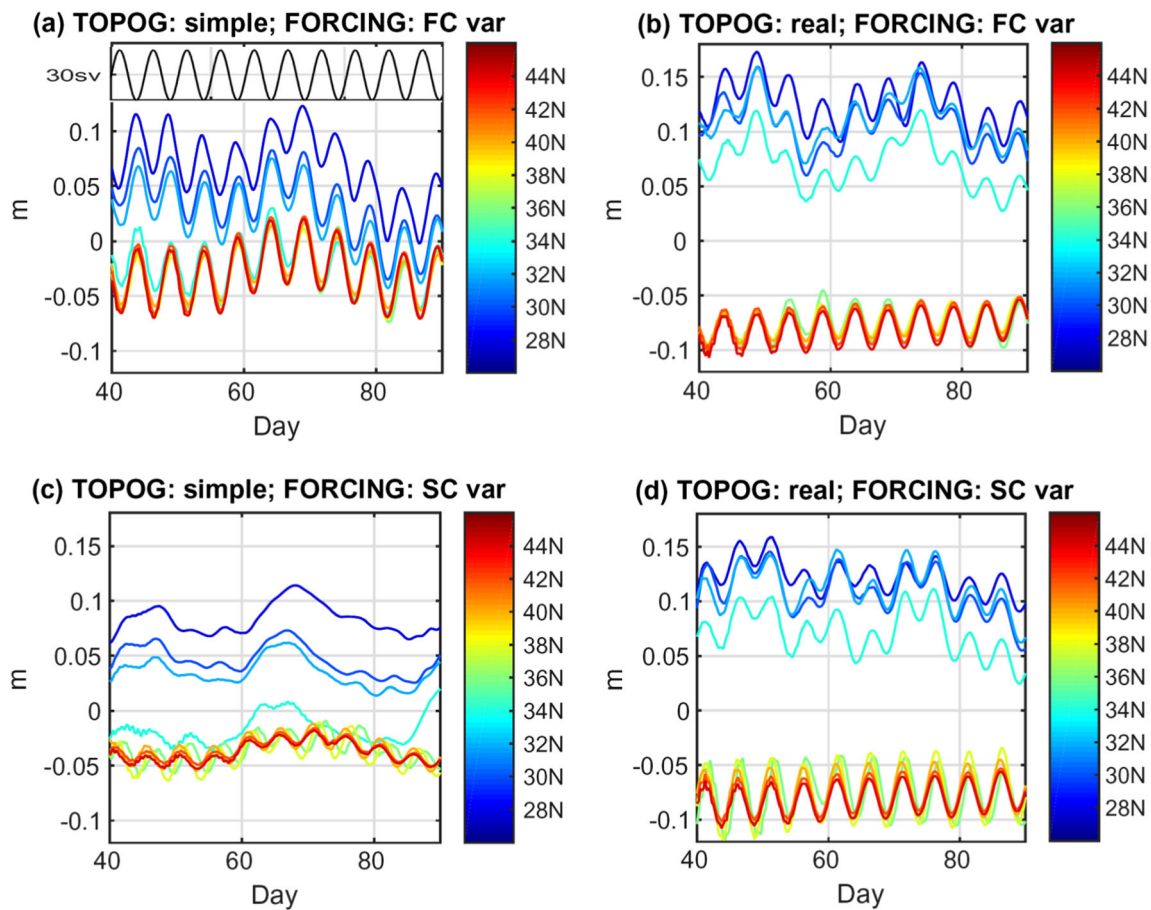 (a) TOPOG: simple; FORCING: FC var
30sv
0.1
0.05
0
-0.05
-0.1
m
40 60 80
Day
44N
42N
40N
38N
36N
34N
32N
30N
28N
(b) TOPOG: real; FORCING: FC var
0.15
0.1
0.05
0
-0.05
-0.1
m
40 60 80
Day
44N
42N
40N
38N
36N
34N
32N
30N
28N
(c) TOPOG: simple; FORCING: SC var
0.15
0.1
0.05
0
-0.05
-0.1
m
40 60 80
Day
44N
42N
40N
38N
36N
34N
32N
30N
28N
(d) TOPOG: real; FORCING: SC var
0.15
0.1
0.05
0
-0.05
-0.1
m
40 60 80
Day
44N
42N
40N
38N
36N
34N
32N
30N
28N